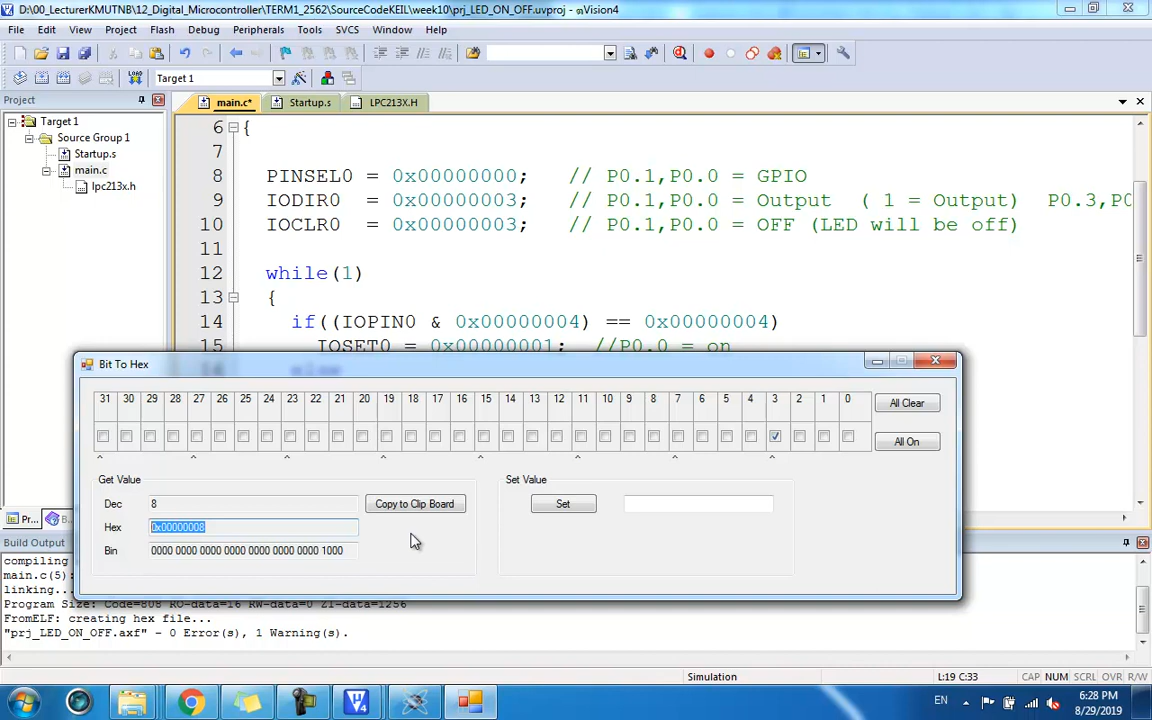 D:\00_LecturerKMUTNB\12_Digital_Microcontroller\TERM1_2562\SourceCodeKEIL\week10\prj_LED_ON_OFF.uvproj - µVision4
File Edit View Project Flash Debug Peripherals Tools SVCS Window Help
LOAD Target 1
Project
main.c* Startup.s LPC213X.H
Target 1
Source Group 1
Startup.s
main.c
lpc213x.h
6 {
7
8 PINSEL0 = 0x00000000; // P0.1,P0.0 = GPIO
9 IODIR0 = 0x00000003; // P0.1,P0.0 = Output ( 1 = Output) P0.3,P0
10 IOCLR0 = 0x00000003; // P0.1,P0.0 = OFF (LED will be off)
11
12 while(1)
13 {
14 if((IOPIN0 & 0x00000004) == 0x00000004)
15 IOSET0 = 0x00000001; //P0.0 = on
else
Bit To Hex
31 30 29 28 27 26 25 24 23 22 21 20 19 18 17 16 15 14 13 12 11 10 9 8 7 6 5 4 3 2 1 0
All Clear
All On
^ ^ ^ ^ ^ ^ ^ ^
Get Value
Set Value
Dec 8 Copy to Clip Board
Set
Hex 0x00000008
Bin 0000 0000 0000 0000 0000 0000 0000 1000
Pr... B
Build Output
compiling
main.c(5):
linking...
Program Size: Code=808 RO-data=16 RW-data=0 ZI-data=1256
FromELF: creating hex file...
"prj_LED_ON_OFF.axf" - 0 Error(s), 1 Warning(s).
Simulation L:19 C:33 CAP NUM SCRL OVR R/W
EN 6:28 PM
8/29/2019